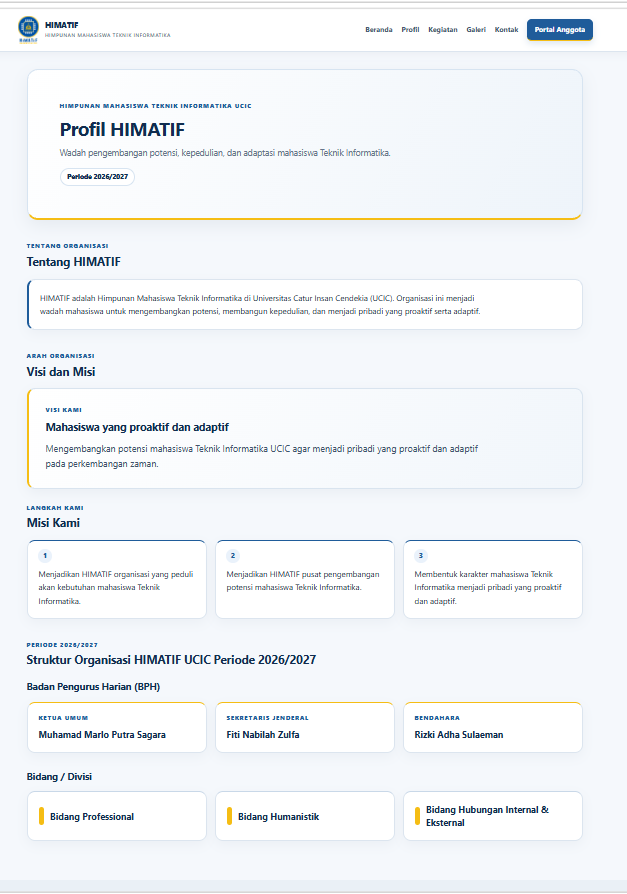 HIMATIF
HIMPUNAN MAHASISWA TEKNIK INFORMATIKA
Beranda Profil Kegiatan Galeri Kontak Portal Anggota
HIMPUNAN MAHASISWA TEKNIK INFORMATIKA UCIC
Profil HIMATIF
Wadah pengembangan potensi, kepedulian, dan adaptasi mahasiswa Teknik Informatika.
Periode 2026/2027
TENTANG ORGANISASI
Tentang HIMATIF
HIMATIF adalah Himpunan Mahasiswa Teknik Informatika di Universitas Catur Insan Cendekia (UCIC). Organisasi ini menjadi
wadah mahasiswa untuk mengembangkan potensi, membangun kepedulian, dan menjadi pribadi yang proaktif serta adaptif.
ARAH ORGANISASI
Visi dan Misi
VISI KAMI
Mahasiswa yang proaktif dan adaptif
Mengembangkan potensi mahasiswa Teknik Informatika UCIC agar menjadi pribadi yang proaktif dan adaptif
pada perkembangan zaman.
LANGKAH KAMI
Misi Kami
1
Menjadikan HIMATIF organisasi yang peduli
akan kebutuhan mahasiswa Teknik
Informatika.
2
Menjadikan HIMATIF pusat pengembangan
potensi mahasiswa Teknik Informatika.
3
Membentuk karakter mahasiswa Teknik
Informatika menjadi pribadi yang proaktif
dan adaptif.
PERIODE 2026/2027
Struktur Organisasi HIMATIF UCIC Periode 2026/2027
Badan Pengurus Harian (BPH)
KETUA UMUM
Muhamad Marlo Putra Sagara
SEKRETARIS JENDERAL
Fiti Nabilah Zulfa
BENDAHARA
Rizki Adha Sulaeman
Bidang / Divisi
Bidang Professional
Bidang Humanistik
Bidang Hubungan Internal &
Eksternal